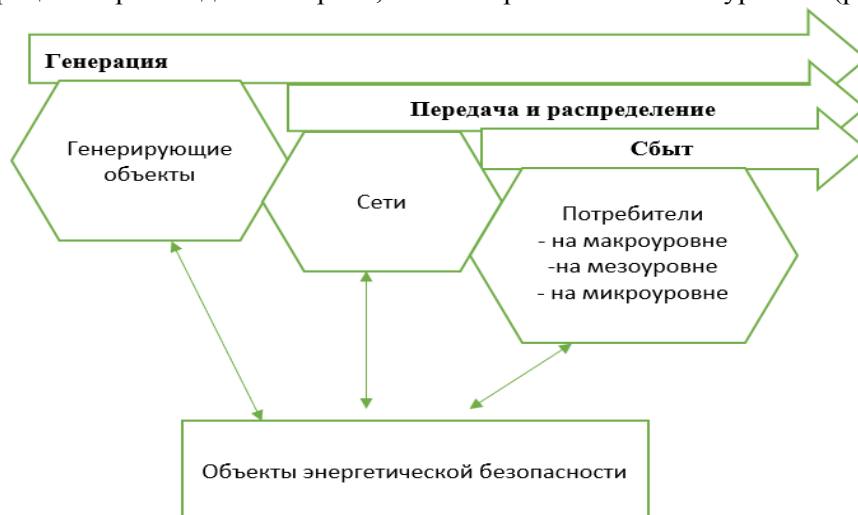 Генерация
Передача и распределение
Сбыт
Генерирующие
объекты
Сети
Потребители
- на макроуровне
-на мезоуровне
- на микроуровне
Объекты энергетической безопасности